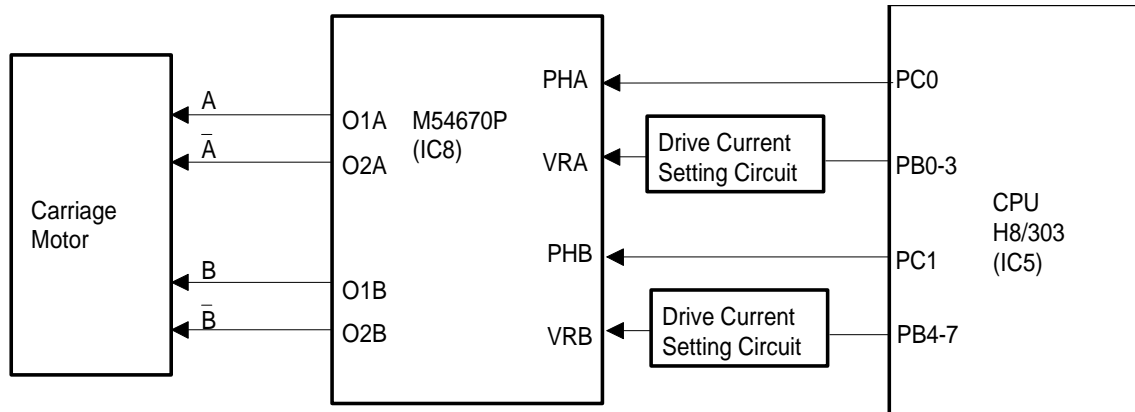 Carriage
Motor
A
A̅
B
B̅
O1A
O2A
O1B
O2B
M54670P
(IC8)
PHA
VRA
PHB
VRB
Drive Current
Setting Circuit
Drive Current
Setting Circuit
PC0
PB0-3
PC1
PB4-7
CPU
H8/303
(IC5)